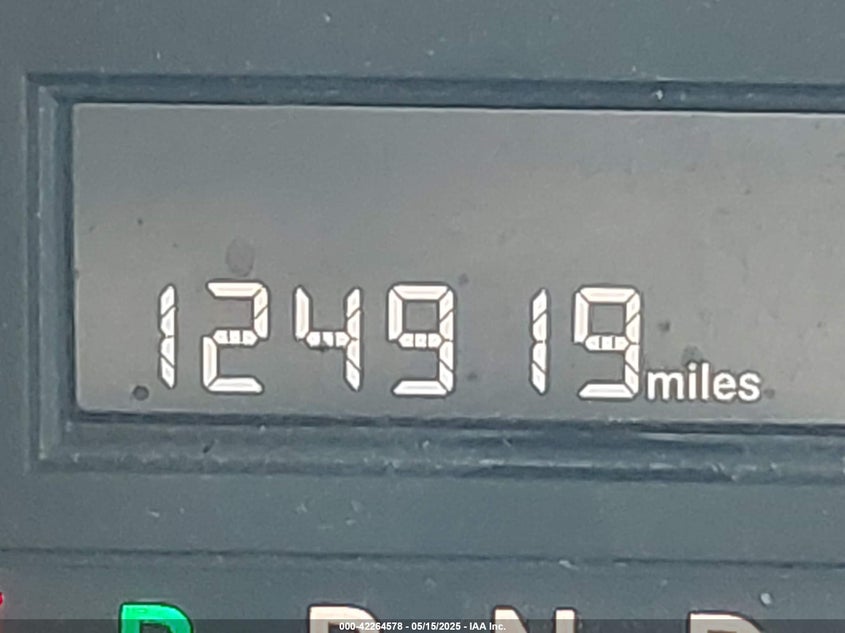 124919 miles
P R N D
000-42264578 - 05/15/2025 - IAA Inc.